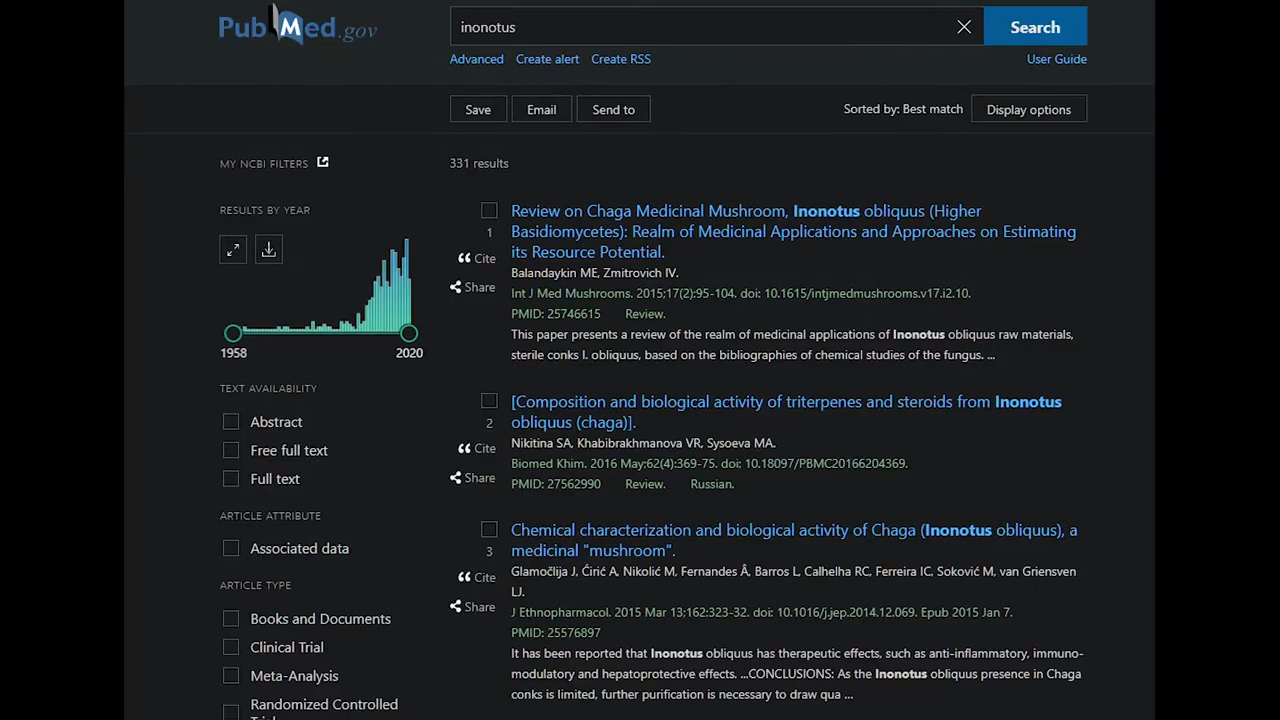 PubMed.gov
inonotus
Search
Advanced Create alert Create RSS
User Guide
Save Email Send to
Sorted by: Best match Display options
MY NCBI FILTERS
331 results
RESULTS BY YEAR
1958 2020
TEXT AVAILABILITY
Abstract
Free full text
Full text
ARTICLE ATTRIBUTE
Associated data
ARTICLE TYPE
Books and Documents
Clinical Trial
Meta-Analysis
Randomized Controlled
1
Cite
Share
Review on Chaga Medicinal Mushroom, Inonotus obliquus (Higher
Basidiomycetes): Realm of Medicinal Applications and Approaches on Estimating
its Resource Potential.
Balandaykin ME, Zmitrovich IV.
Int J Med Mushrooms. 2015;17(2):95-104. doi: 10.1615/intjmedmushrooms.v17.i2.10.
PMID: 25746615 Review.
This paper presents a review of the realm of medicinal applications of Inonotus obliquus raw materials,
sterile conks I. obliquus, based on the bibliographies of chemical studies of the fungus. ...
2
Cite
Share
[Composition and biological activity of triterpenes and steroids from Inonotus
obliquus (chaga)].
Nikitina SA, Khabibrakhmanova VR, Sysoeva MA.
Biomed Khim. 2016 May;62(4):369-75. doi: 10.18097/PBMC20166204369.
PMID: 27562990 Review. Russian.
3
Cite
Share
Chemical characterization and biological activity of Chaga (Inonotus obliquus), a
medicinal "mushroom".
Glamočlija J, Ćirić A, Nikolić M, Fernandes Â, Barros L, Calhelha RC, Ferreira IC, Soković M, van Griensven
LJ.
J Ethnopharmacol. 2015 Mar 13;162:323-32. doi: 10.1016/j.jep.2014.12.069. Epub 2015 Jan 7.
PMID: 25576897
It has been reported that Inonotus obliquus has therapeutic effects, such as anti-inflammatory, immuno-
modulatory and hepatoprotective effects. ...CONCLUSIONS: As the Inonotus obliquus presence in Chaga
conks is limited, further purification is necessary to draw qua ...